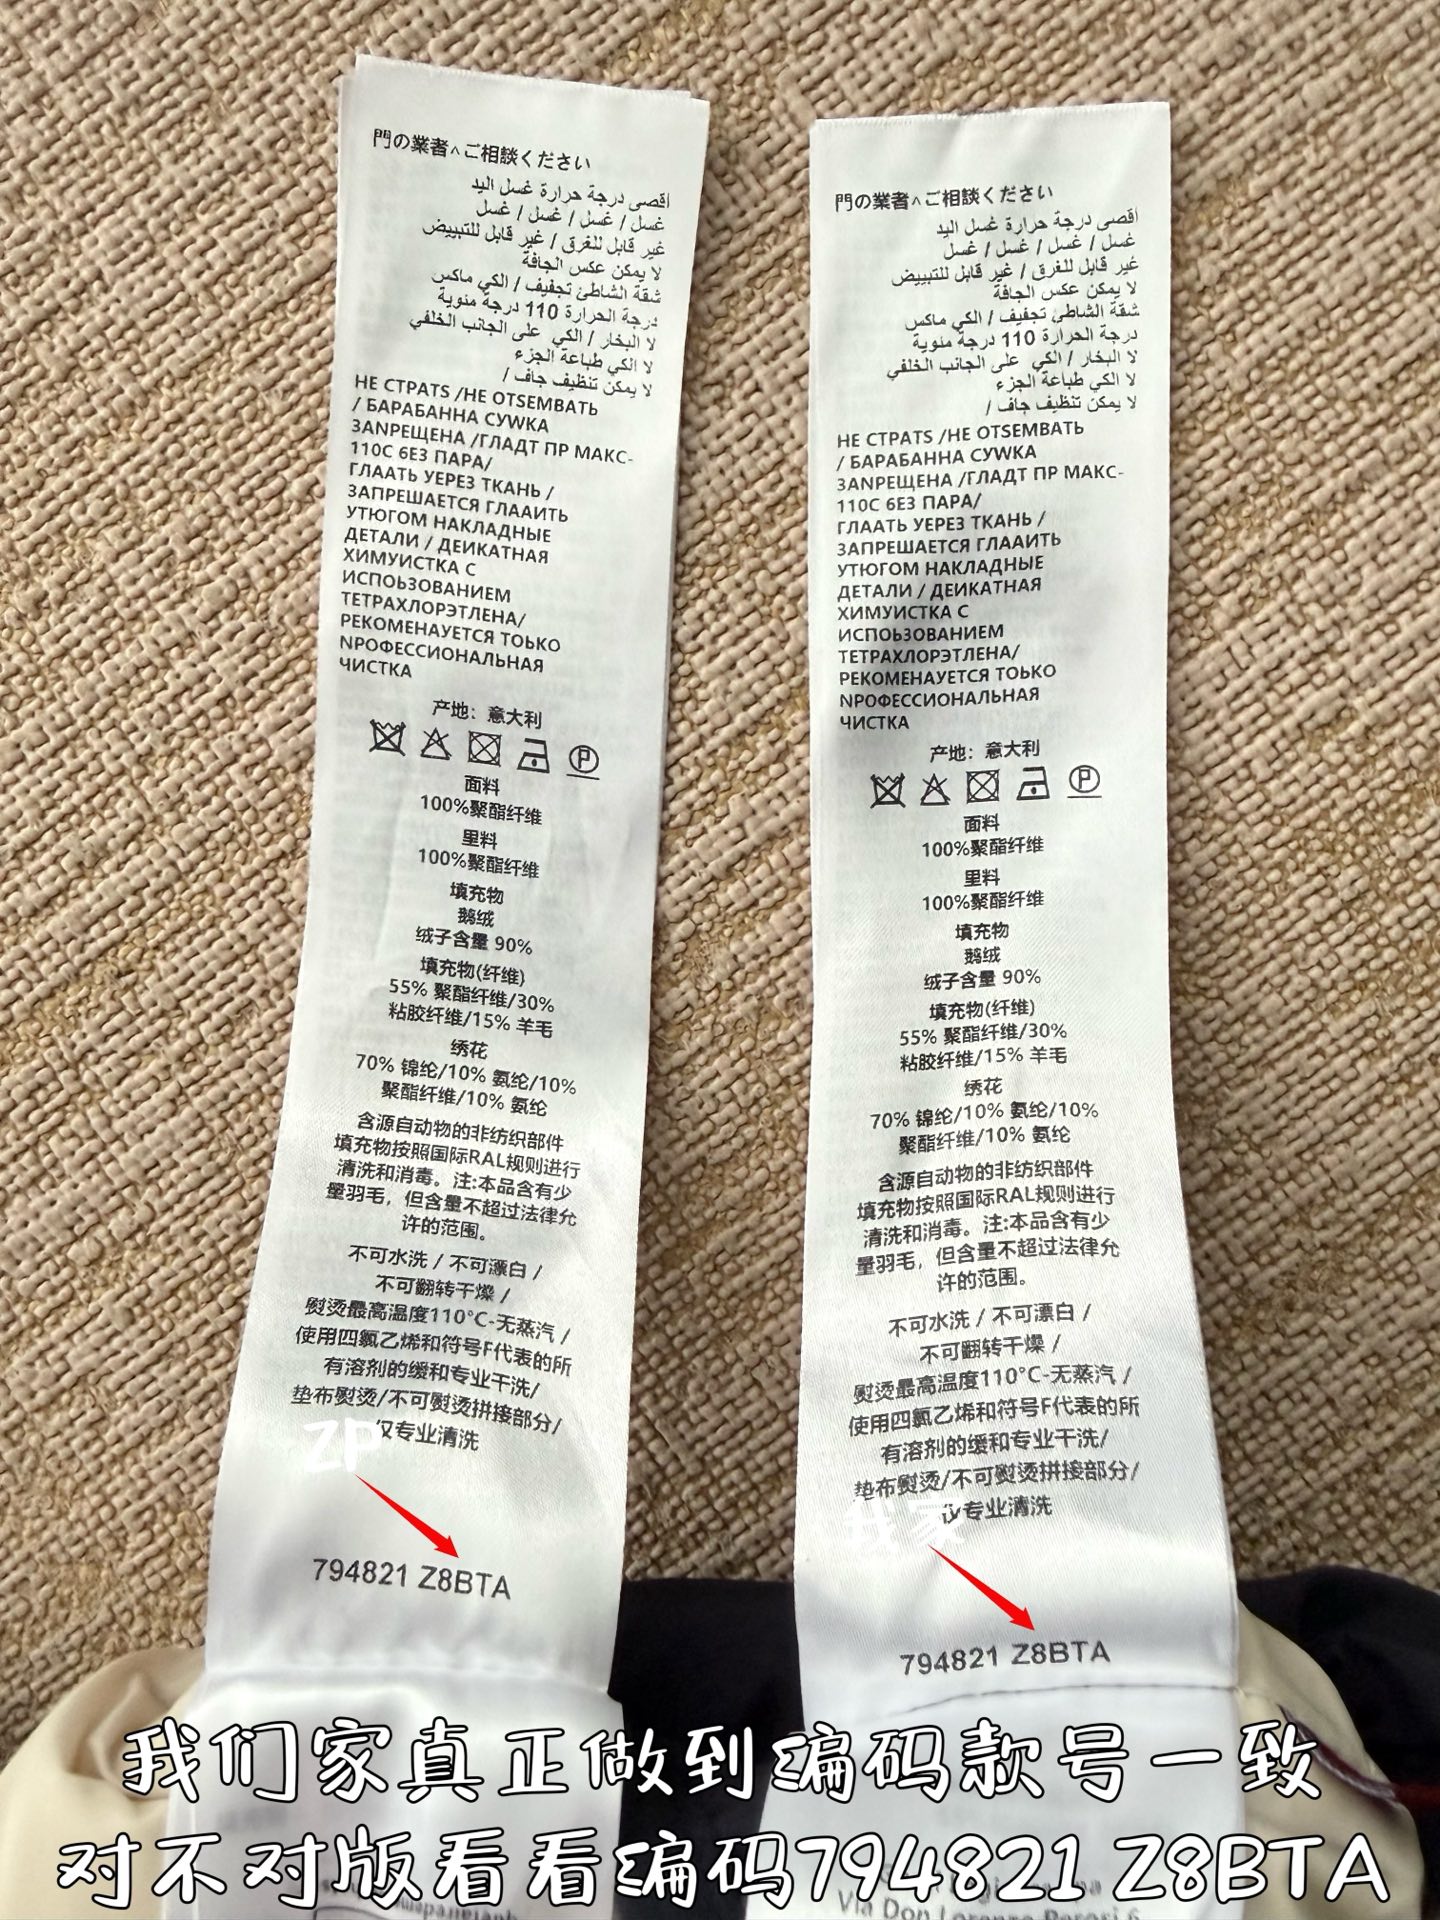 門の業者^ご相談ください
اقصى درجة حرارة غسل اليد
غسل / غسل / غسل / غسل
غير قابل للغرق / غير قابل للتبييض
لا يمكن عكس الجافة
شقة الشاطئ تجفيف / الكي ماكس
درجة الحرارة 110 درجة مئوية
لا البخار / الكي على الجانب الخلفي
لا الكي طباعة الجزء
لا يمكن تنظيف جاف /
НЕ СТРАТS /НЕ OTSEMBATЬ
/ БАРАБАННА СУWКА
ЗАNРЕЩЕНА /ГЛАДТ ПР МАКС-
110С 6ЕЗ ПАРА/
ГЛААТЬ УЕРЕЗ ТКАНЬ /
ЗАПРЕШАЕТСЯ ГЛАAИТЬ
УТЮГОМ НАКЛАДНЫЕ
ДЕТАЛИ / ДЕИКАТНАЯ
ХИМУИСТКА С
ИСПОЬЗОВАНИЕМ
ТЕТРАХЛОРЭТЛЕНА/
РЕКОМЕНАУЕТСЯ ТОЬКО
NРОФЕССИОНАЛЬНАЯ
ЧИСТКА
产地：意大利
P
面料
100%聚酯纤维
里料
100%聚酯纤维
填充物
鹅绒
绒子含量 90%
填充物(纤维)
55% 聚酯纤维/30%
粘胶纤维/15% 羊毛
绣花
70% 锦纶/10% 氨纶/10%
聚酯纤维/10% 氨纶
含源自动物的非纺织部件
填充物按照国际RAL规则进行
清洗和消毒。注:本品含有少
量羽毛，但含量不超过法律允
许的范围。
不可水洗 / 不可漂白 /
不可翻转干燥 /
熨烫最高温度110°C-无蒸汽 /
使用四氯乙烯和符号F代表的所
有溶剂的缓和专业干洗/
垫布熨烫/不可熨烫拼接部分/
仅专业清洗
ZP
794821 Z8BTA
門の業者^ご相談ください
اقصى درجة حرارة غسل اليد
غسل / غسل / غسل / غسل
غير قابل للغرق / غير قابل للتبييض
لا يمكن عكس الجافة
شقة الشاطئ تجفيف / الكي ماكس
درجة الحرارة 110 درجة مئوية
لا البخار / الكي على الجانب الخلفي
لا الكي طباعة الجزء
لا يمكن تنظيف جاف /
НЕ СТРАТS /НЕ OTSEMBATЬ
/ БАРАБАННА СУWКА
ЗАNРЕЩЕНА /ГЛАДТ ПР МАКС-
110С 6ЕЗ ПАРА/
ГЛААТЬ УЕРЕЗ ТКАНЬ /
ЗАПРЕШАЕТСЯ ГЛАAИТЬ
УТЮГОМ НАКЛАДНЫЕ
ДЕТАЛИ / ДЕИКАТНАЯ
ХИМУИСТКА С
ИСПОЬЗОВАНИЕМ
ТЕТРАХЛОРЭТЛЕНА/
РЕКОМЕНАУЕТСЯ ТОЬКО
NРОФЕССИОНАЛЬНАЯ
ЧИСТКА
产地：意大利
P
面料
100%聚酯纤维
里料
100%聚酯纤维
填充物
鹅绒
绒子含量 90%
填充物(纤维)
55% 聚酯纤维/30%
粘胶纤维/15% 羊毛
绣花
70% 锦纶/10% 氨纶/10%
聚酯纤维/10% 氨纶
含源自动物的非纺织部件
填充物按照国际RAL规则进行
清洗和消毒。注:本品含有少
量羽毛，但含量不超过法律允
许的范围。
不可水洗 / 不可漂白 /
不可翻转干燥 /
熨烫最高温度110°C-无蒸汽 /
使用四氯乙烯和符号F代表的所
有溶剂的缓和专业干洗/
垫布熨烫/不可熨烫拼接部分/
仅专业清洗
我家
794821 Z8BTA
我们家真正做到编码款号一致
对不对版看看编码794821 Z8BTA
Via Don Lorenzo Perosi 6